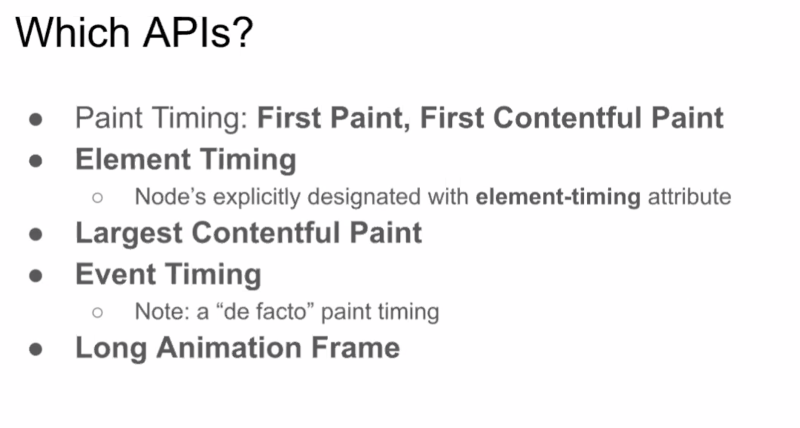 Which APIs?
● Paint Timing: First Paint, First Contentful Paint
● Element Timing
○ Node’s explicitly designated with element-timing attribute
● Largest Contentful Paint
● Event Timing
○ Note: a “de facto” paint timing
● Long Animation Frame